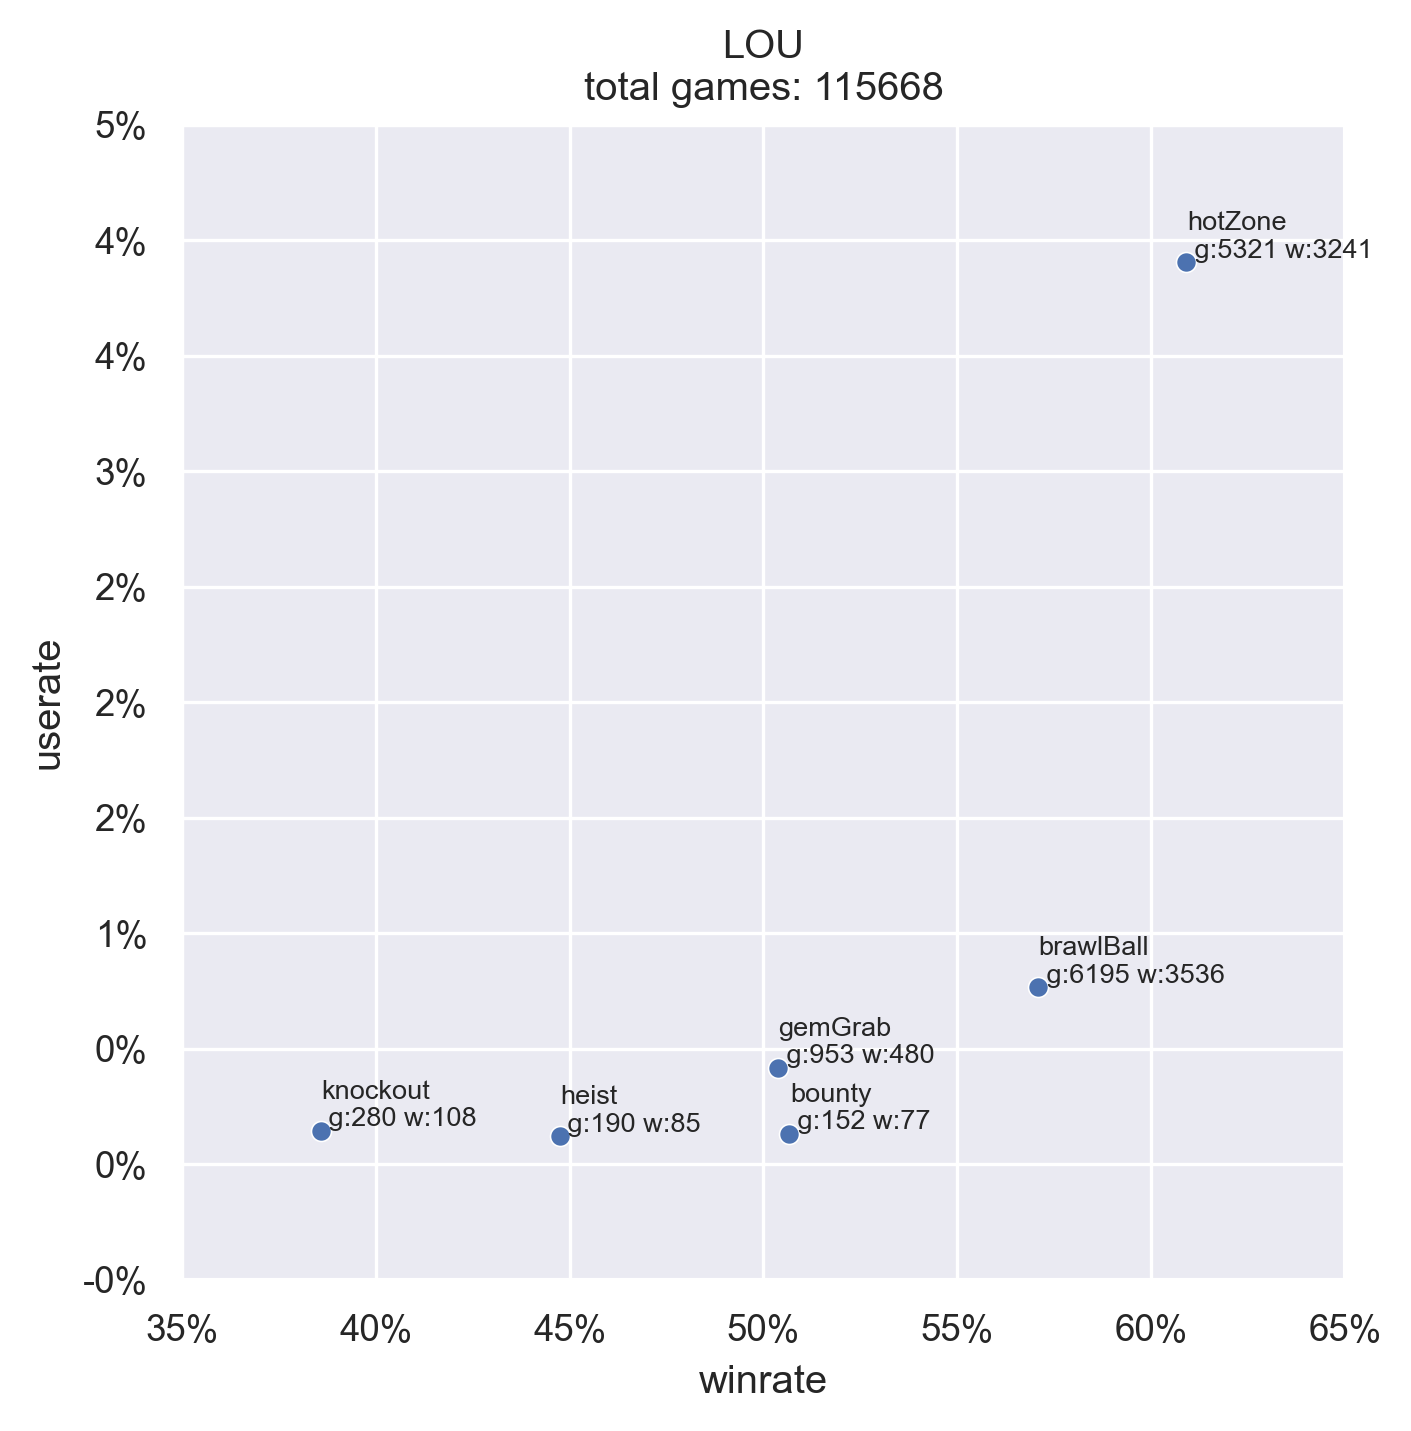 LOU
total games: 115668
5%
4%
4%
3%
2%
2%
2%
1%
0%
0%
-0%
userate
hotZone
g:5321 w:3241
brawlBall
g:6195 w:3536
gemGrab
g:953 w:480
bounty
g:152 w:77
knockout
g:280 w:108
heist
g:190 w:85
35%
40%
45%
50%
55%
60%
65%
winrate